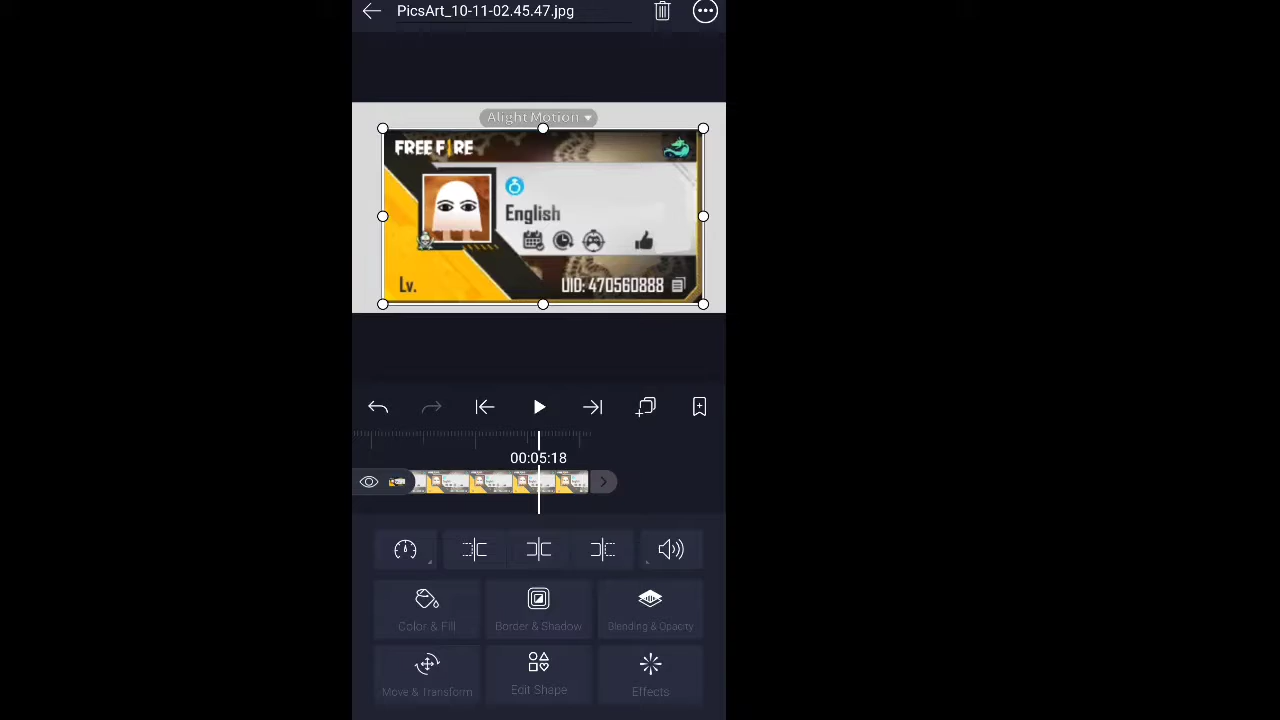 PicsArt_10-11-02.45.47.jpg
Alight Motion
FREE FIRE
English
Lv.
UID: 470560888
00:05:18
Color & Fill
Border & Shadow
Blending & Opacity
Move & Transform
Edit Shape
Effects